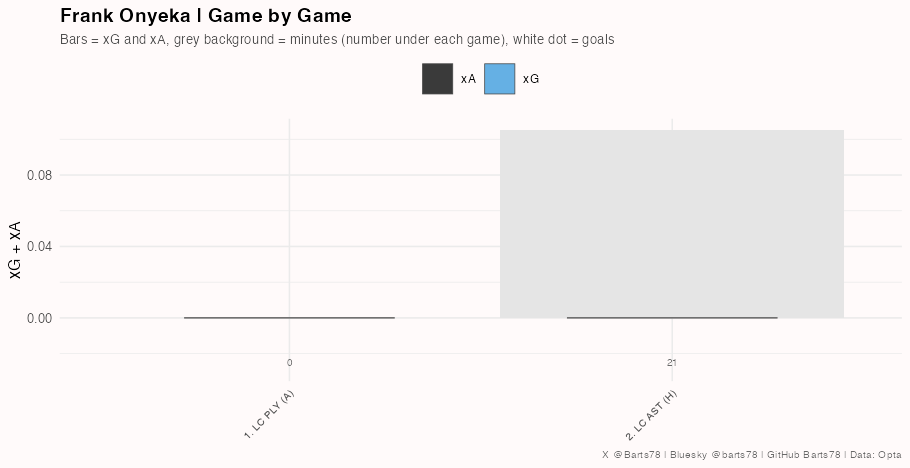 Frank Onyeka | Game by Game
Bars = xG and xA, grey background = minutes (number under each game), white dot = goals
xA xG
xG + xA
0.08
0.04
0.00
0 21
1. LC PLY (A) 2. LC AST (H)
X @Barts78 | Bluesky @barts78 | GitHub Barts78 | Data: Opta